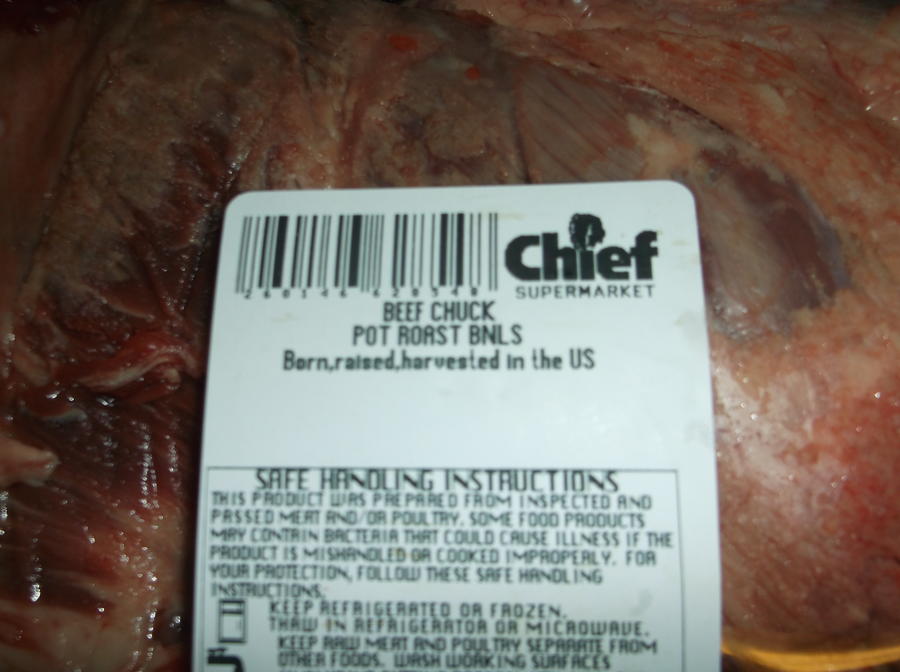 Chief
SUPERMARKET
BEEF CHUCK
POT ROAST BNLS
Born,raised,harvested in the US
SAFE HANDLING INSTRUCTIONS
THIS PRODUCT WAS PREPARED FROM INSPECTED AND
PASSED MEAT AND/OR POULTRY. SOME FOOD PRODUCTS
MAY CONTAIN BACTERIA THAT COULD CAUSE ILLNESS IF THE
PRODUCT IS MISHANDLED OR COOKED IMPROPERLY. FOR
YOUR PROTECTION, FOLLOW THESE SAFE HANDLING
INSTRUCTIONS.
KEEP REFRIGERATED OR FROZEN.
THAW IN REFRIGERATOR OR MICROWAVE.
KEEP RAW MEAT AND POULTRY SEPARATE FROM
OTHER FOODS. WASH WORKING SURFACES